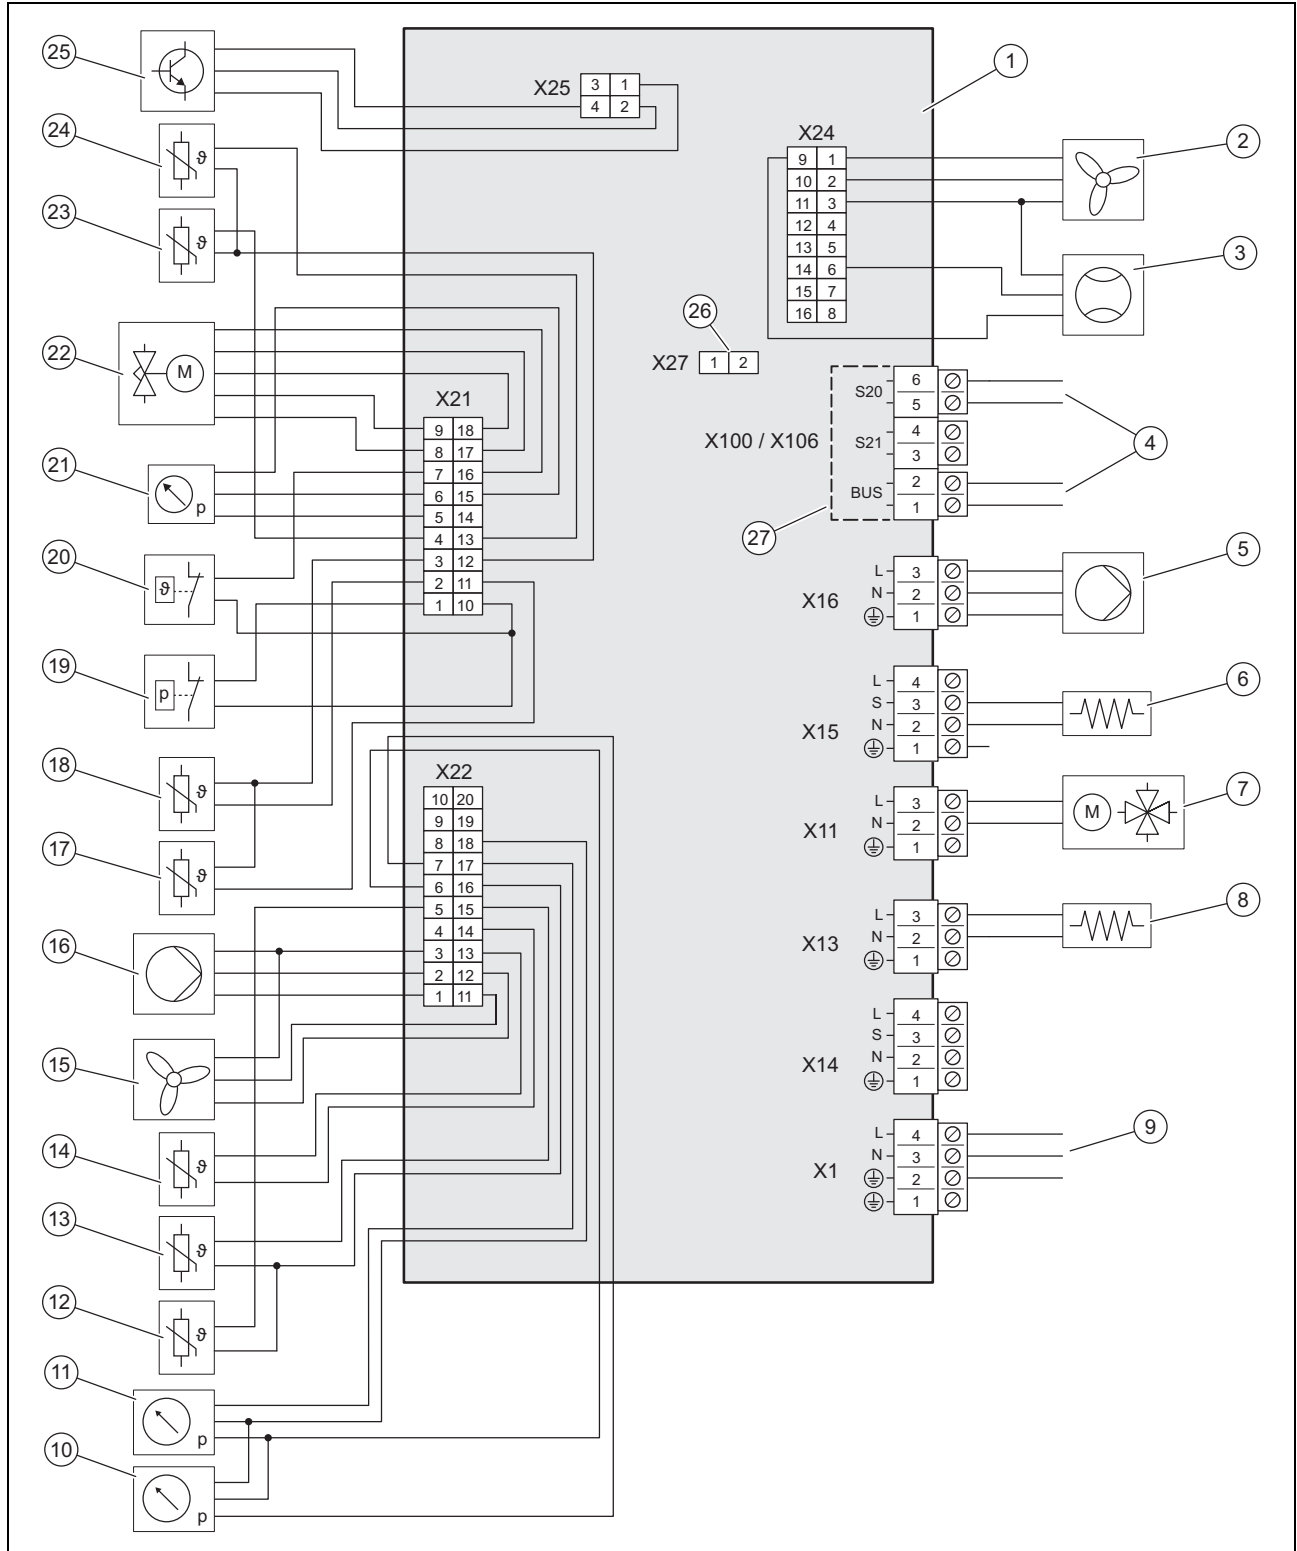 25
24
23
22
M
21
p
20
ϑ
19
p
18
ϑ
17
ϑ
16
15
14
ϑ
13
ϑ
12
ϑ
11
p
10
p
ϑ
ϑ
X25
3 1
4 2
X24
9 1
10 2
11 3
12 4
13 5
14 6
15 7
16 8
26
X27 1 2
X21
9 18
8 17
7 16
6 15
5 14
4 13
3 12
2 11
1 10
X22
10 20
9 19
8 18
7 17
6 16
5 15
4 14
3 13
2 12
1 11
X100 / X106
S20
6
5
S21
4
3
BUS
2
1
27
X16
L 3
N 2
1
X15
L 4
S 3
N 2
1
X11
L 3
N 2
1
X13
L 3
N 2
1
X14
L 4
S 3
N 2
1
X1
L 4
N 3
2
1
1
2
3
4
5
6
7
M
8
9